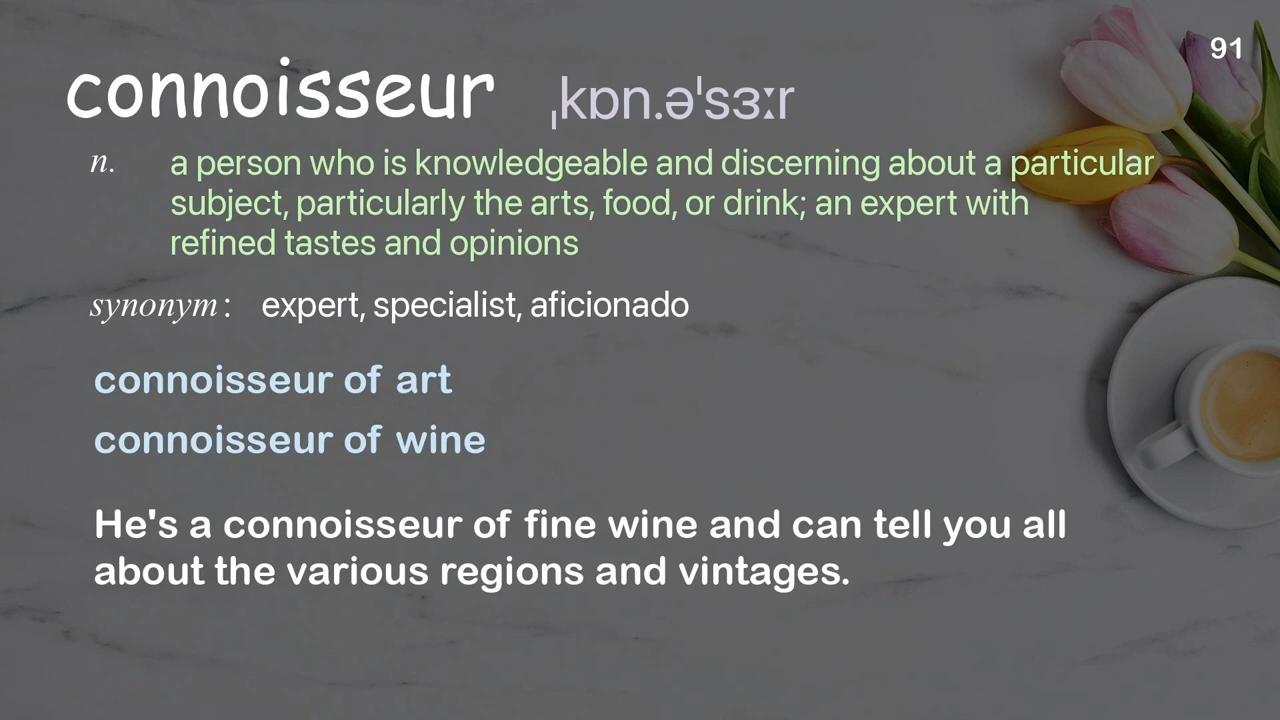 91
connoisseur ˌkɒn.əˈsɜːr
n. a person who is knowledgeable and discerning about a particular
subject, particularly the arts, food, or drink; an expert with
refined tastes and opinions
synonym : expert, specialist, aficionado
connoisseur of art
connoisseur of wine
He's a connoisseur of fine wine and can tell you all
about the various regions and vintages.